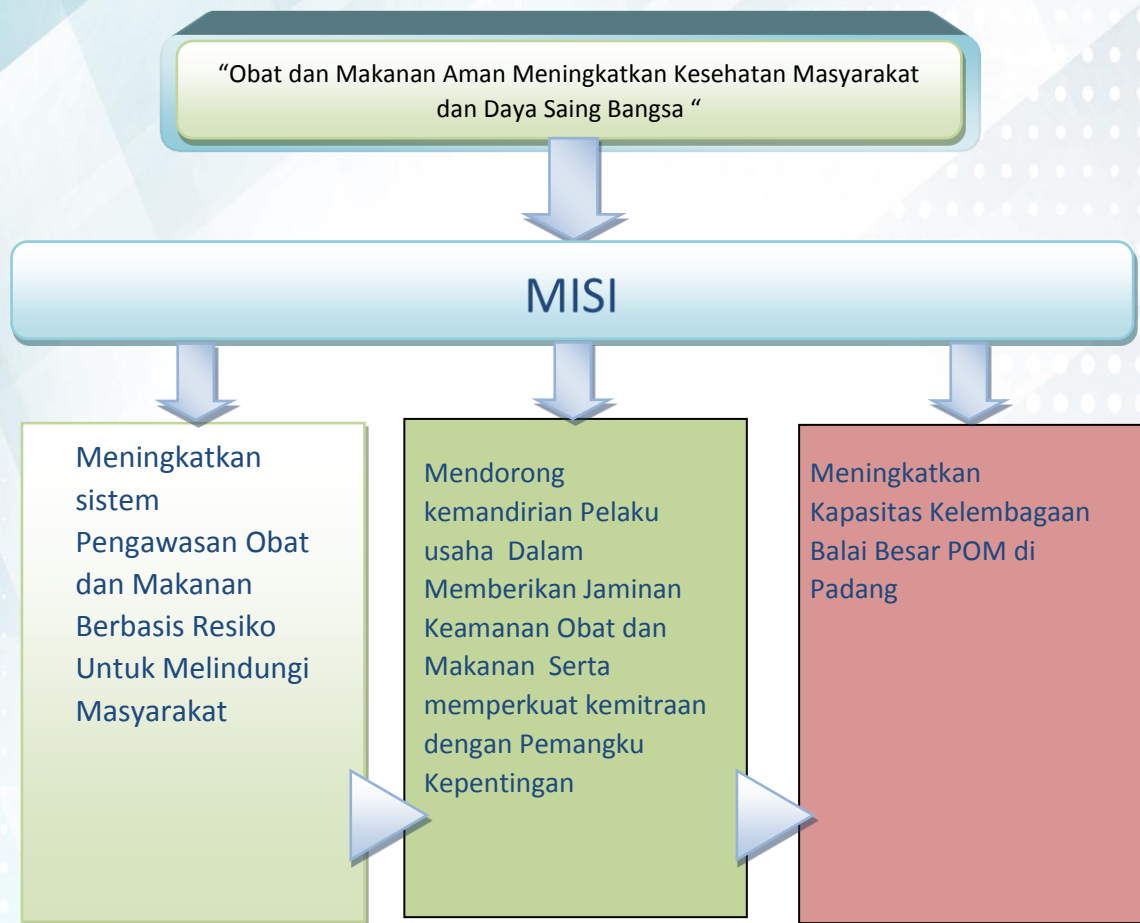 “Obat dan Makanan Aman Meningkatkan Kesehatan Masyarakat
dan Daya Saing Bangsa “
MISI
Meningkatkan
sistem
Pengawasan Obat
dan Makanan
Berbasis Resiko
Untuk Melindungi
Masyarakat
Mendorong
kemandirian Pelaku
usaha Dalam
Memberikan Jaminan
Keamanan Obat dan
Makanan Serta
memperkuat kemitraan
dengan Pemangku
Kepentingan
Meningkatkan
Kapasitas Kelembagaan
Balai Besar POM di
Padang